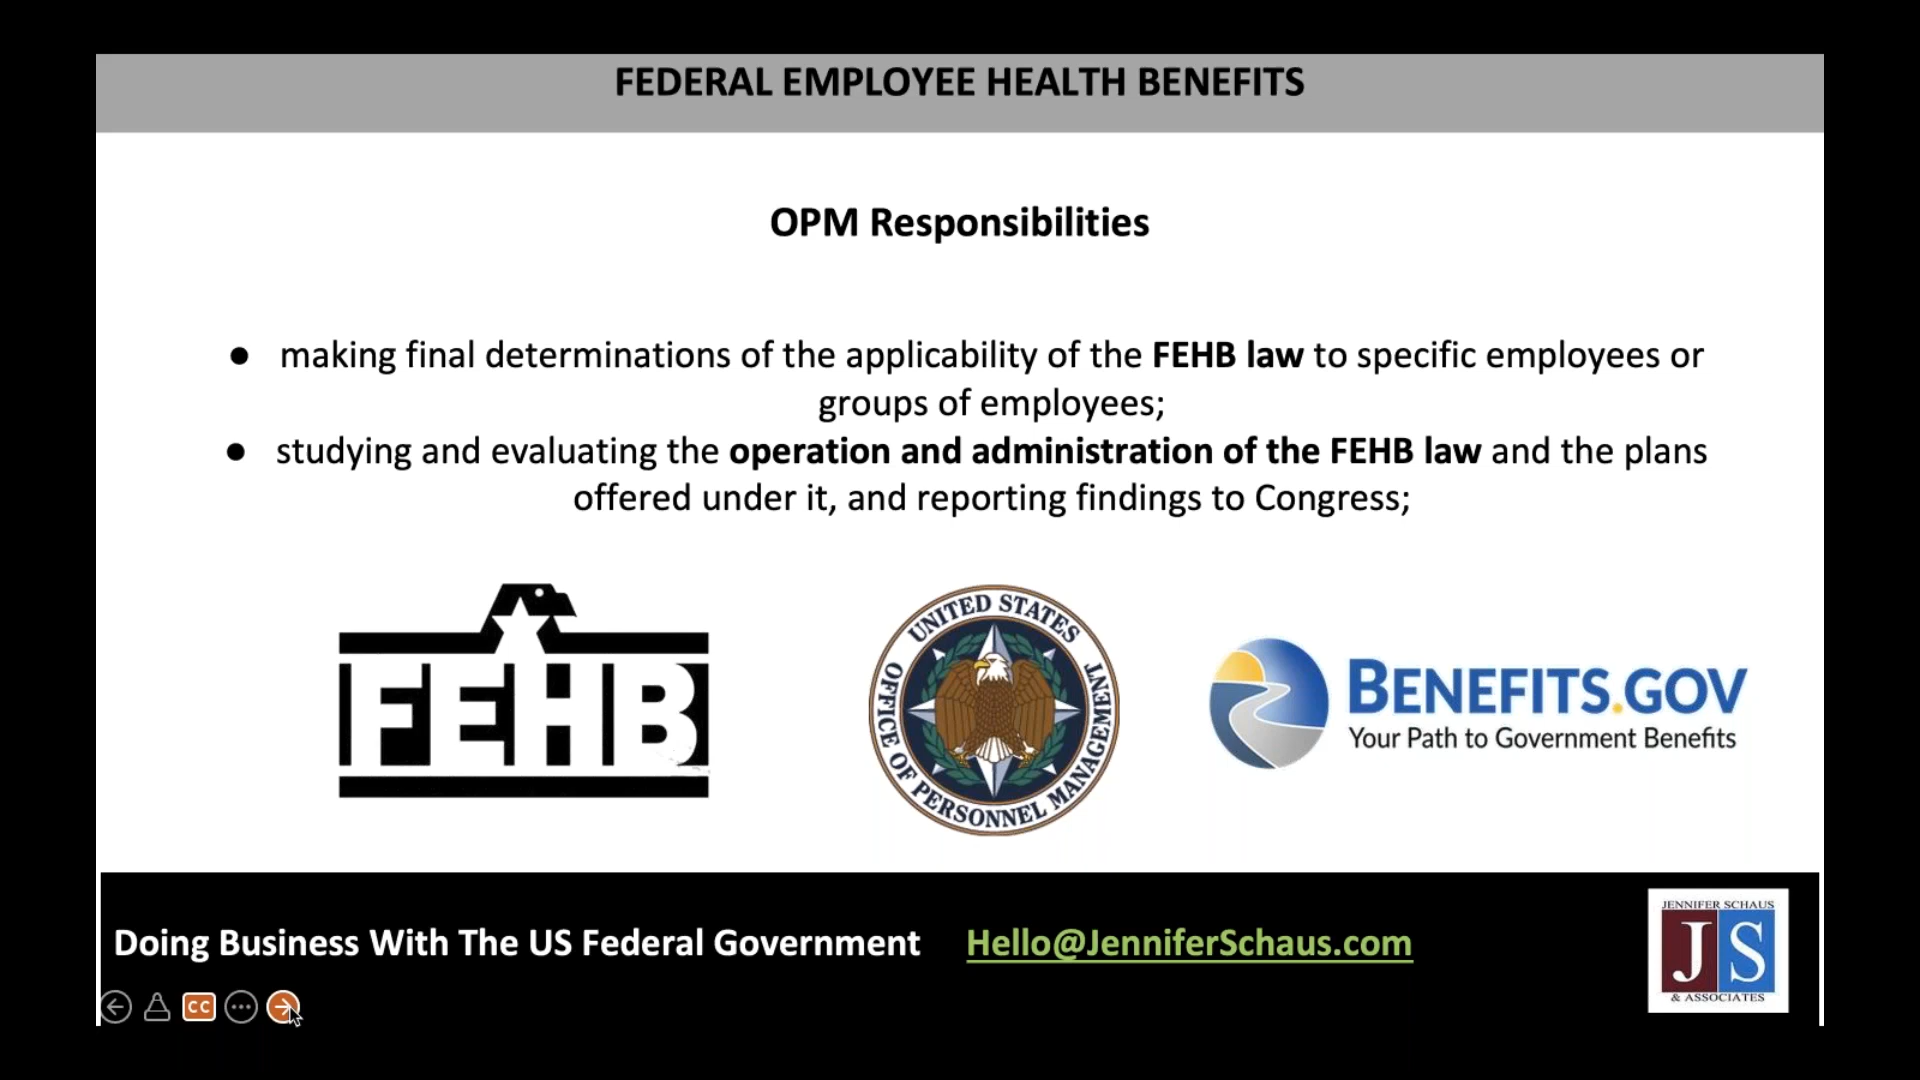 FEDERAL EMPLOYEE HEALTH BENEFITS
OPM Responsibilities
● making final determinations of the applicability of the FEHB law to specific employees or
groups of employees;
● studying and evaluating the operation and administration of the FEHB law and the plans
offered under it, and reporting findings to Congress;
FEHB
UNITED STATES
OFFICE OF PERSONNEL MANAGEMENT
BENEFITS.GOV
Your Path to Government Benefits
Doing Business With The US Federal Government Hello@JenniferSchaus.com
JENNIFER SCHAUS
JS
& ASSOCIATES
CC